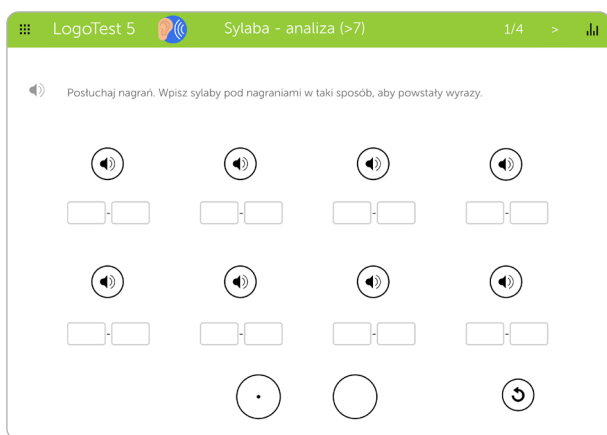 LogoTest 5 Sylaba - analiza (>7) 1/4 >
Posłuchaj nagrań. Wpisz sylaby pod nagraniami w taki sposób, aby powstały wyrazy.
- - - -
- - - -